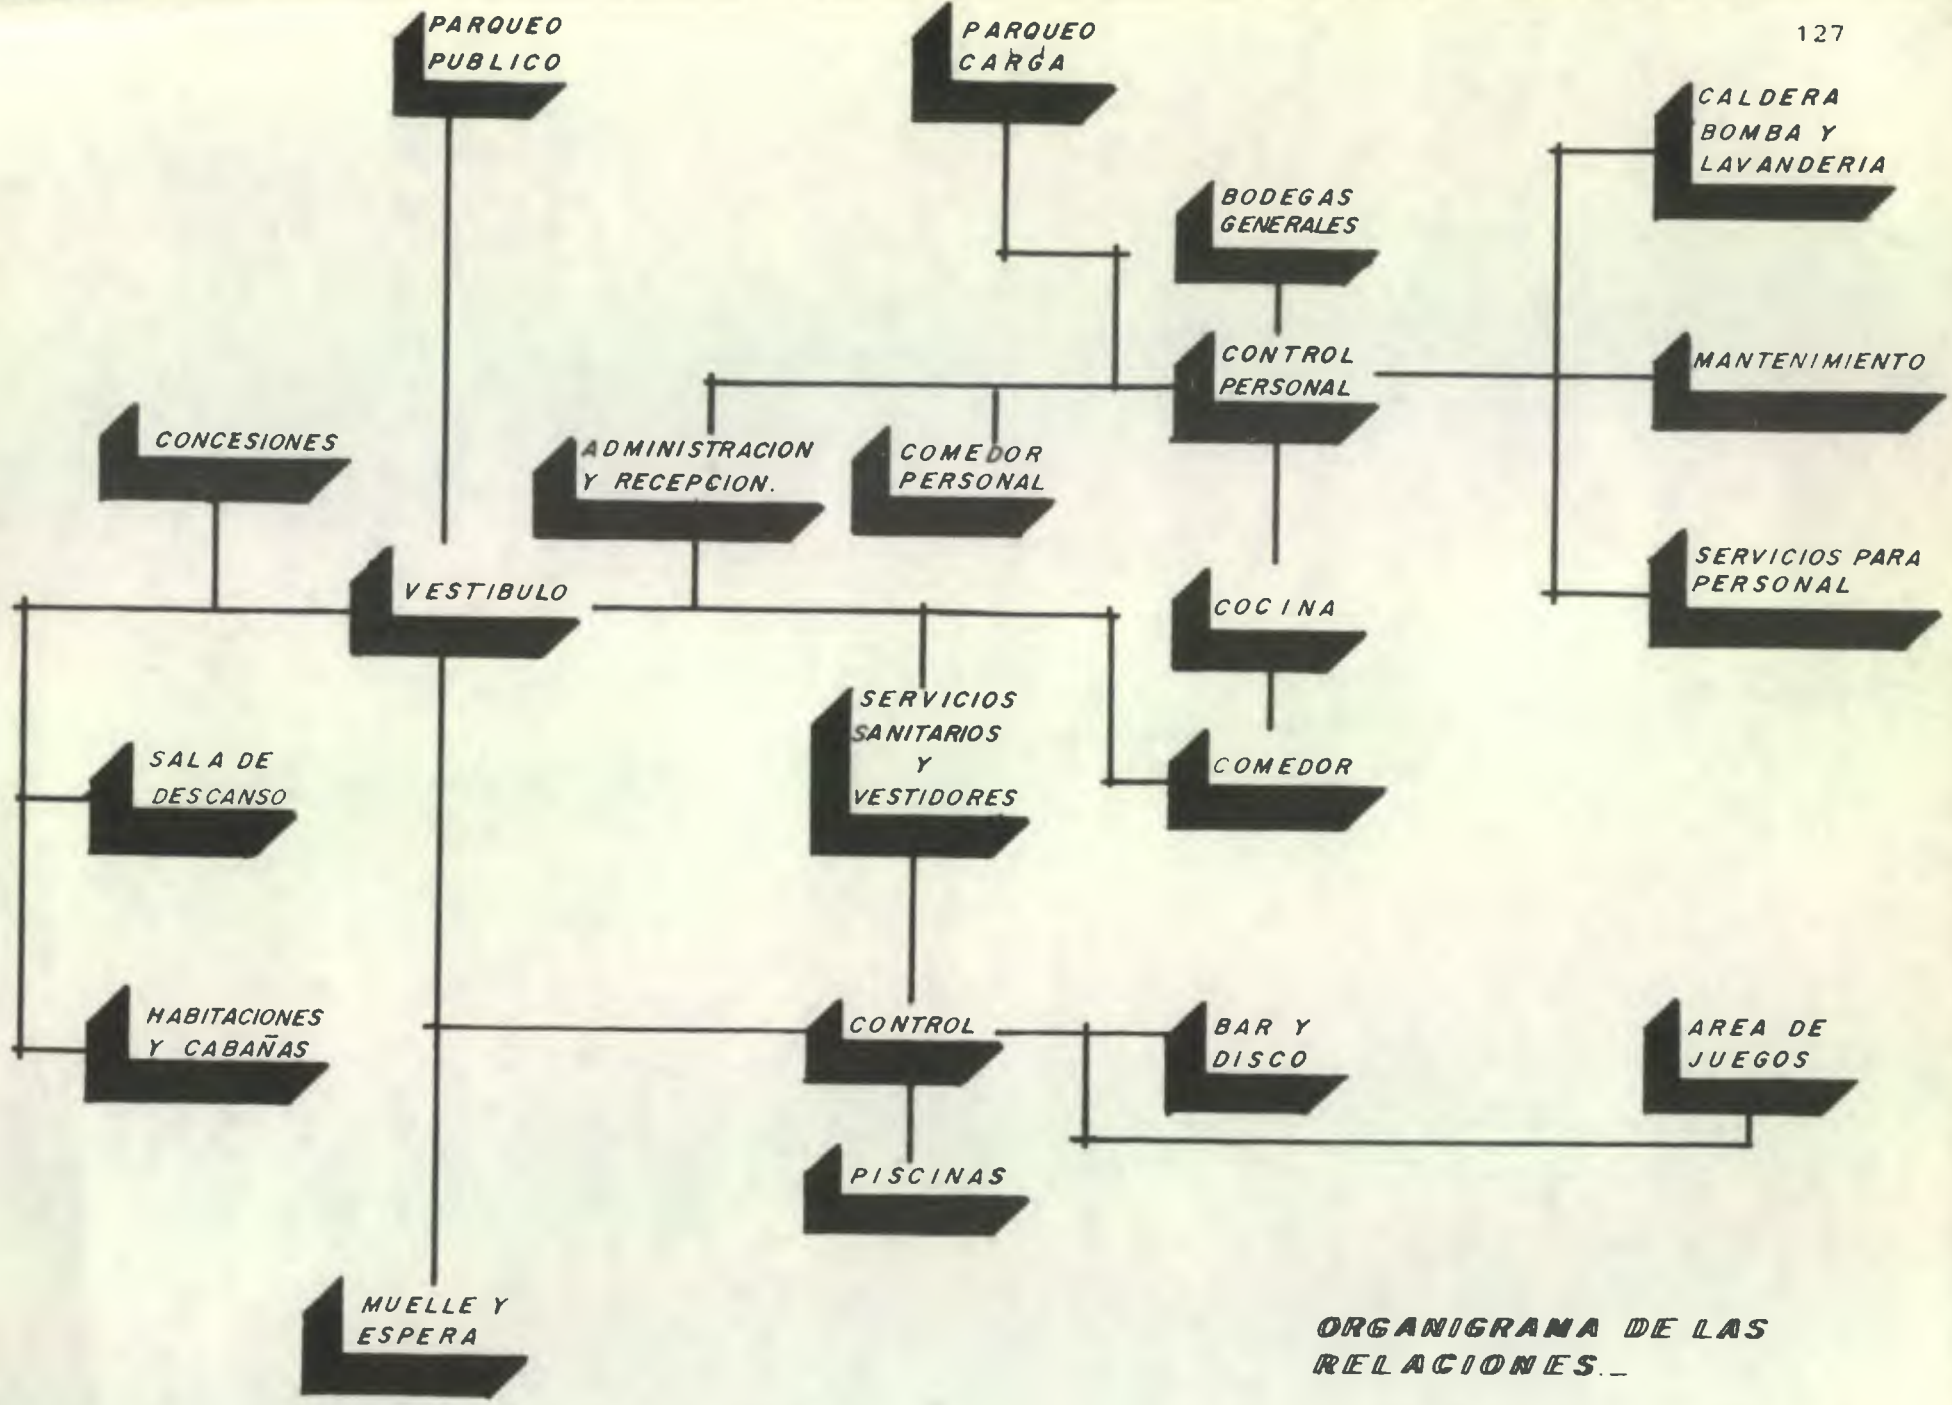 127
PARQUEO
PUBLICO
PARQUEO
CARGA
CALDERA
BOMBA Y
LAVANDERIA
BODEGAS
GENERALES
CONTROL
PERSONAL
MANTENIMIENTO
CONCESIONES
ADMINISTRACION
Y RECEPCION.
COMEDOR
PERSONAL
VESTIBULO
COCINA
SERVICIOS PARA
PERSONAL
SERVICIOS
SANITARIOS
Y
VESTIDORES
SALA DE
DESCANSO
COMEDOR
HABITACIONES
Y CABAÑAS
CONTROL
BAR Y
DISCO
AREA DE
JUEGOS
PISCINAS
MUELLE Y
ESPERA
ORGANIGRAMA DE LAS
RELACIONES._